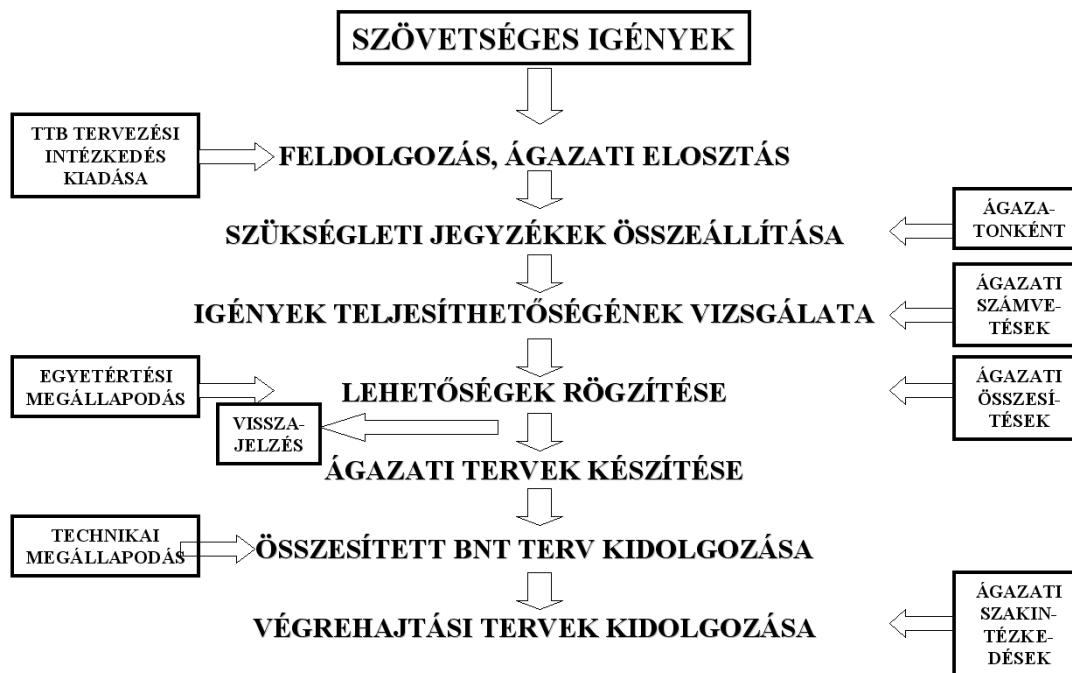 SZÖVETSÉGES IGÉNYEK
TTB TERVEZÉSI
INTÉZKEDÉS
KIADÁSA
FELDOLGOZÁS, ÁGAZATI ELOSZTÁS
SZÜKSÉGLETI JEGYZÉKEK ÖSSZEÁLLÍTÁSA
ÁGAZA-
TONKÉNT
IGÉNYEK TELJESÍTHETŐSÉGÉNEK VIZSGÁLATA
ÁGAZATI
SZÁMVE-
TÉSEK
EGYETÉRTÉSI
MEGÁLLAPODÁS
LEHETŐSÉGEK RÖGZÍTÉSE
ÁGAZATI
ÖSSZESÍ-
TÉSEK
VISSZA-
JELZÉS
ÁGAZATI TERVEK KÉSZÍTÉSE
TECHNIKAI
MEGÁLLAPODÁS
ÖSSZESÍTETT BNT TERV KIDOLGOZÁSA
VÉGREHAJTÁSI TERVEK KIDOLGOZÁSA
ÁGAZATI
SZAKIN-
TÉZKE-
DÉSEK